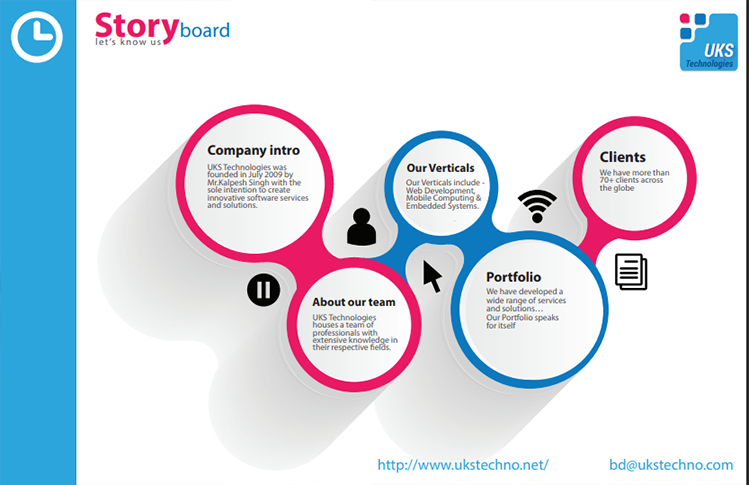 Storyboard
let's know us
UKS
Technologies
Company intro
UKS Technologies was
founded in July 2009 by
Mr.Kalpesh Singh with the
sole intention to create
innovative software services
and solutions.
About our team
UKS Technologies
houses a team of
professionals with
extensive knowledge in
their respective fields.
Our Verticals
Our Verticals include -
Web Development,
Mobile Computing &
Embedded Systems.
Portfolio
We have developed a
wide range of services
and solutions...
Our Portfolio speaks
for itself
Clients
We have more than
70+ clients across
the globe
http://www.ukstechno.net/
bd@ukstechno.com